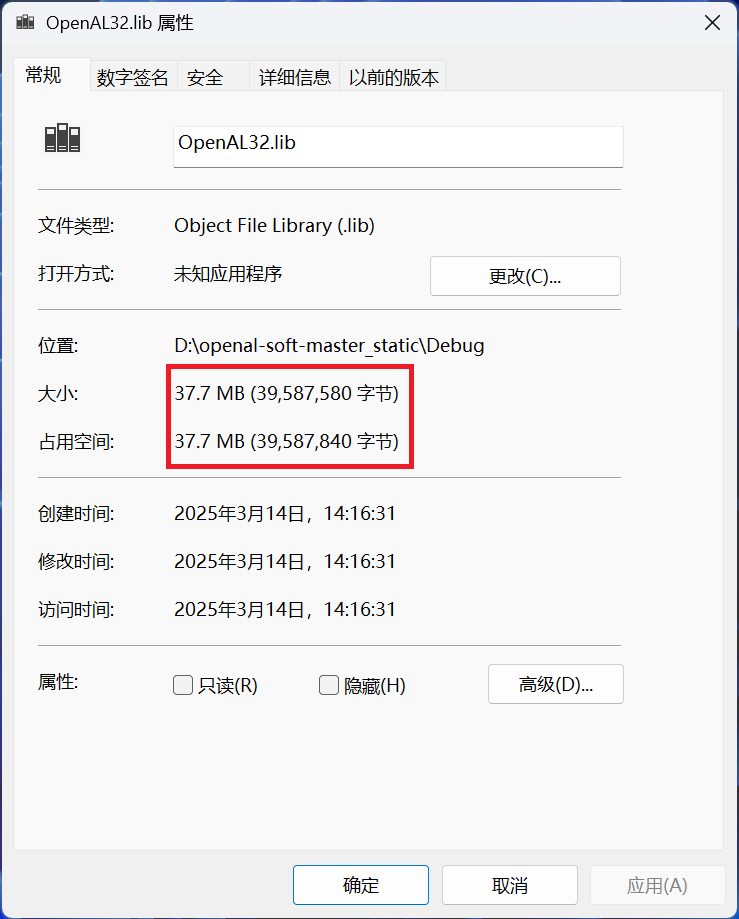 OpenAL32.lib 属性
常规 数字签名 安全 详细信息 以前的版本
OpenAL32.lib
文件类型: Object File Library (.lib)
打开方式: 未知应用程序 更改(C)...
位置: D:\openal-soft-master_static\Debug
大小: 37.7 MB (39,587,580 字节)
占用空间: 37.7 MB (39,587,840 字节)
创建时间: 2025年3月14日，14:16:31
修改时间: 2025年3月14日，14:16:31
访问时间: 2025年3月14日，14:16:31
属性: 只读(R) 隐藏(H) 高级(D)...
确定 取消 应用(A)